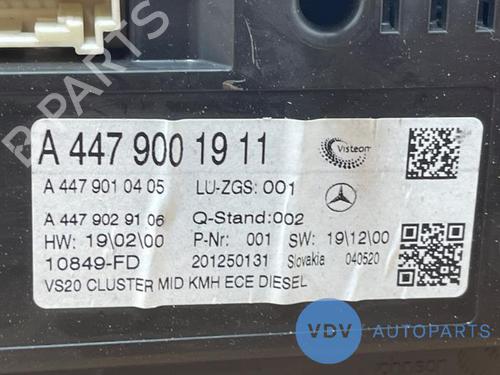 B-PARTS
A 447 900 19 11
Visteon
A 447 901 04 05 LU-ZGS: 001
A 447 902 91 06 Q-Stand: 002
HW: 19/02/00 P-Nr: 001 SW: 19/12/00
10849-FD 201250131 Slovakia 040520
VS20 CLUSTER MID KMH ECE DIESEL
VDV AUTOPARTS